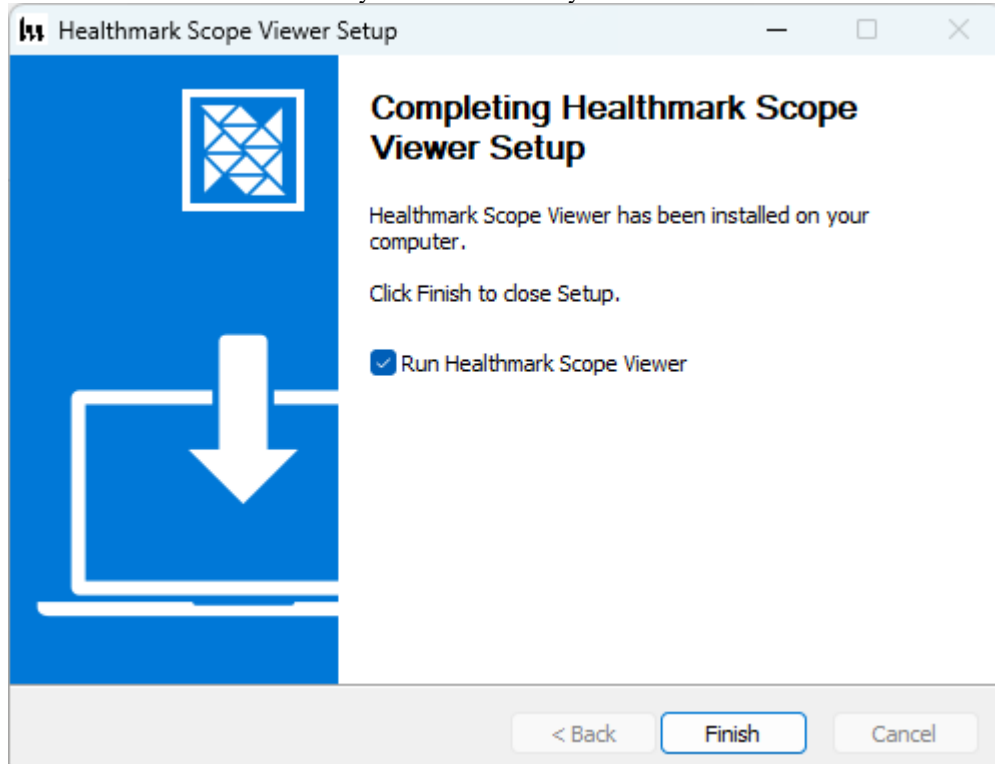 Healthmark Scope Viewer Setup
Completing Healthmark Scope
Viewer Setup
Healthmark Scope Viewer has been installed on your
computer.
Click Finish to close Setup.
Run Healthmark Scope Viewer
< Back
Finish
Cancel